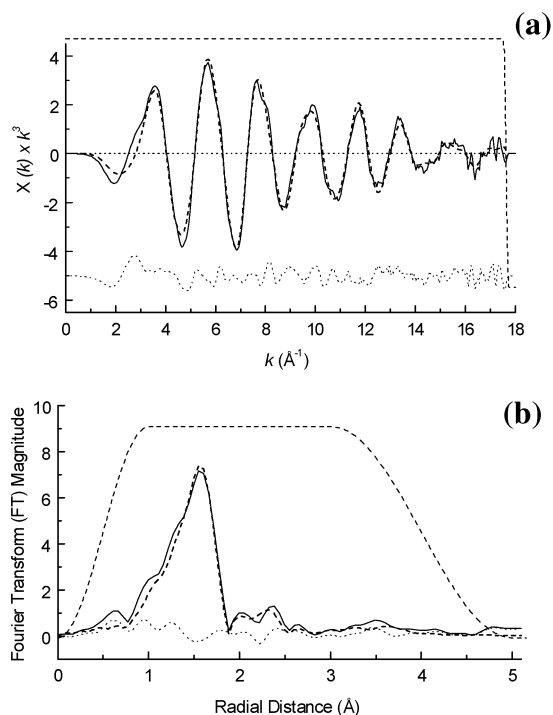 (a)
4
2
0
-2
-4
-6
X (k) x k³
0 2 4 6 8 10 12 14 16 18
k (Å⁻¹)
(b)
10
8
6
4
2
0
Fourier Transform (FT) Magnitude
0 1 2 3 4 5
Radial Distance (Å)